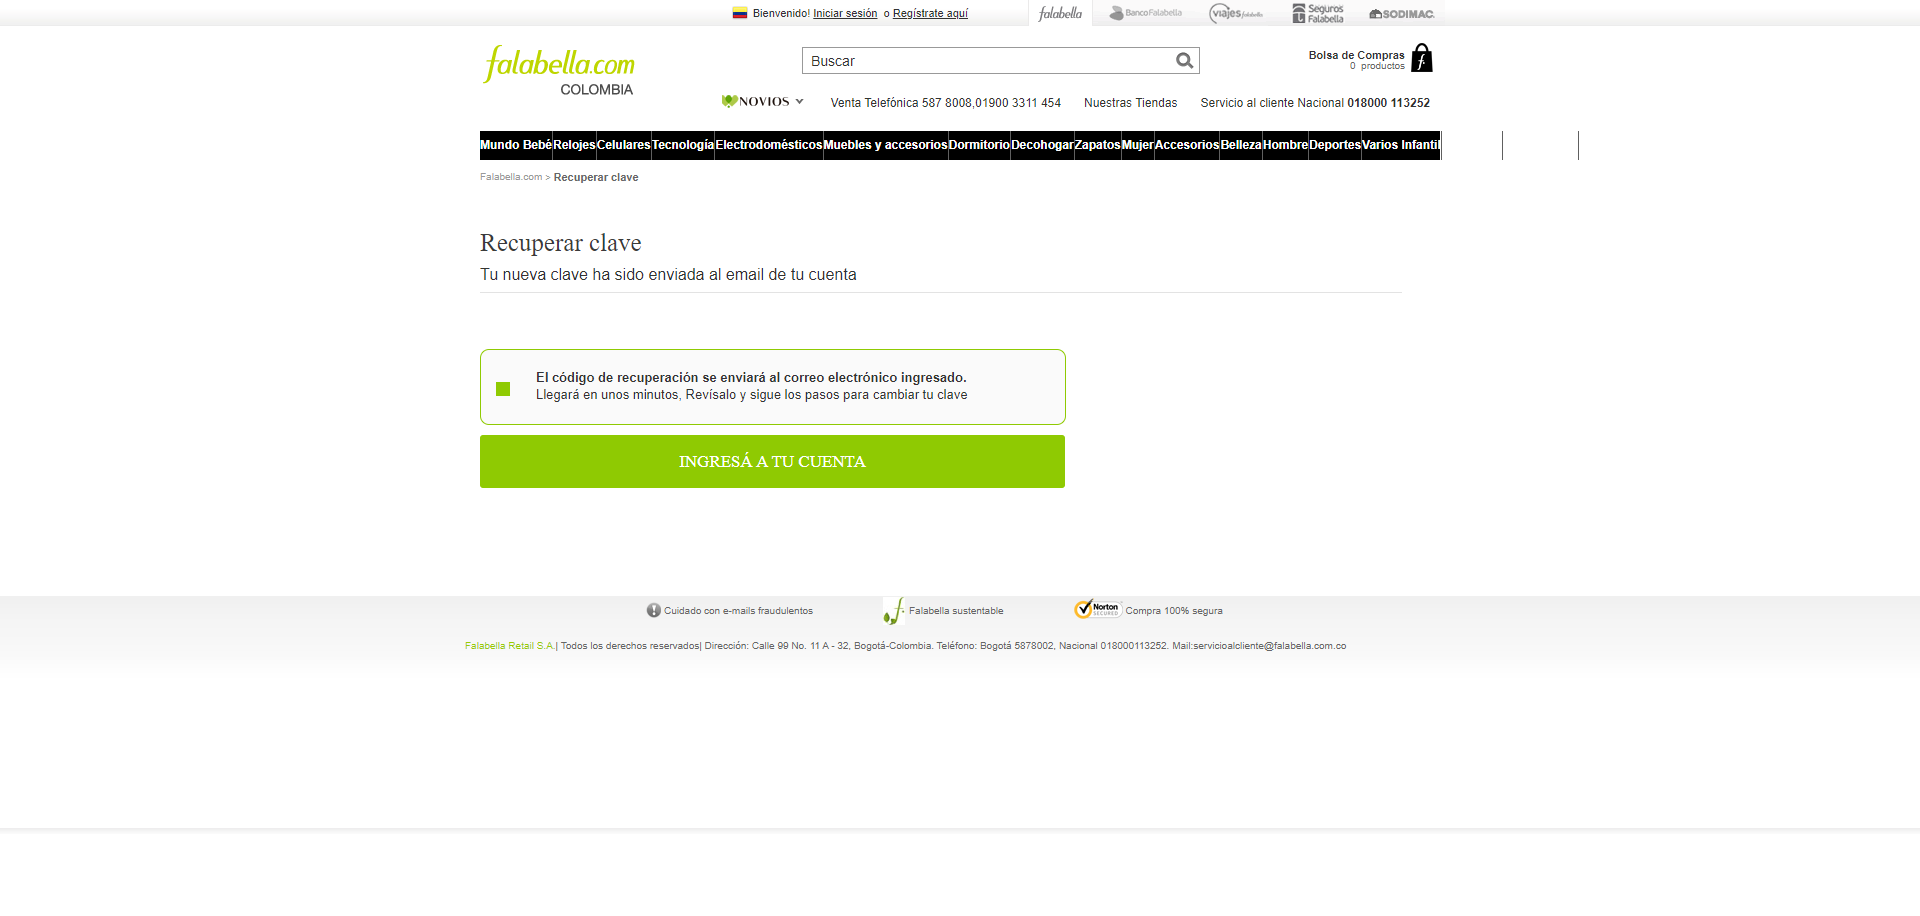 Bienvenido! Iniciar sesión o Regístrate aquí
falabella
BancoFalabella
viajes falabella
Seguros Falabella
SODIMAC
falabella.com
COLOMBIA
Buscar
Bolsa de Compras
0 productos
NOVIOS
Venta Telefónica 587 8008,01900 3311 454
Nuestras Tiendas
Servicio al cliente Nacional 018000 113252
Mundo Bebé Relojes Celulares Tecnología Electrodomésticos Muebles y accesorios Dormitorio Decohogar Zapatos Mujer Accesorios Belleza Hombre Deportes Varios Infantil
Falabella.com > Recuperar clave
Recuperar clave
Tu nueva clave ha sido enviada al email de tu cuenta
El código de recuperación se enviará al correo electrónico ingresado.
Llegará en unos minutos, Revísalo y sigue los pasos para cambiar tu clave
INGRESÁ A TU CUENTA
Cuidado con e-mails fraudulentos
Falabella sustentable
Norton SECURED
Compra 100% segura
Falabella Retail S.A.| Todos los derechos reservados| Dirección: Calle 99 No. 11 A - 32, Bogotá-Colombia. Teléfono: Bogotá 5878002, Nacional 018000113252. Mail:servicioalcliente@falabella.com.co